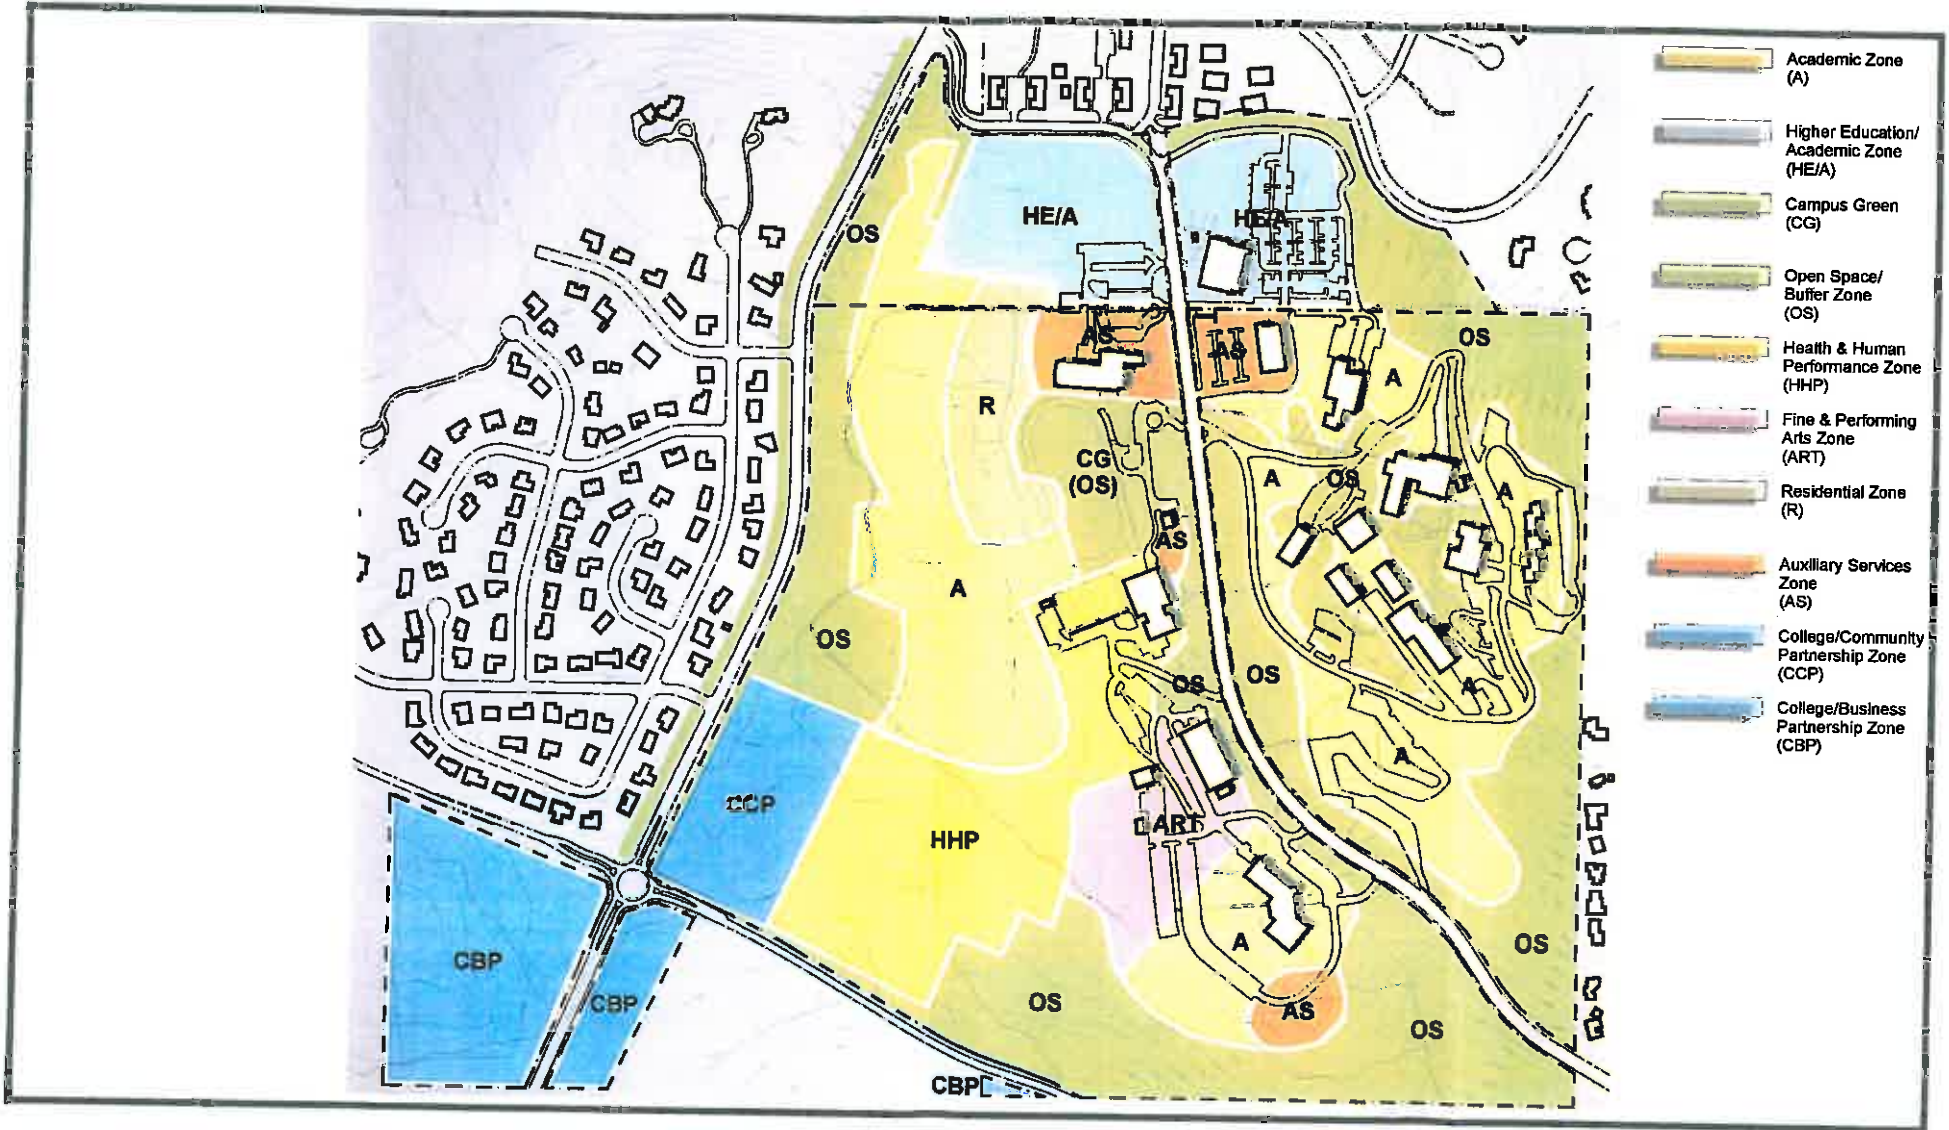 Academic Zone
(A)
Higher Education/
Academic Zone
(HE/A)
Campus Green
(CG)
Open Space/
Buffer Zone
(OS)
Health & Human
Performance Zone
(HHP)
Fine & Performing
Arts Zone
(ART)
Residential Zone
(R)
Auxiliary Services
Zone
(AS)
College/Community
Partnership Zone
(CCP)
College/Business
Partnership Zone
(CBP)
HE/A
HE/A
OS
AS
AS
OS
A
R
CG
(OS)
A
OS
A
AS
A
OS
OS
OS
A
A
CCP
HHP
ART
CBP
CBP
A
OS
OS
AS
OS
CBP